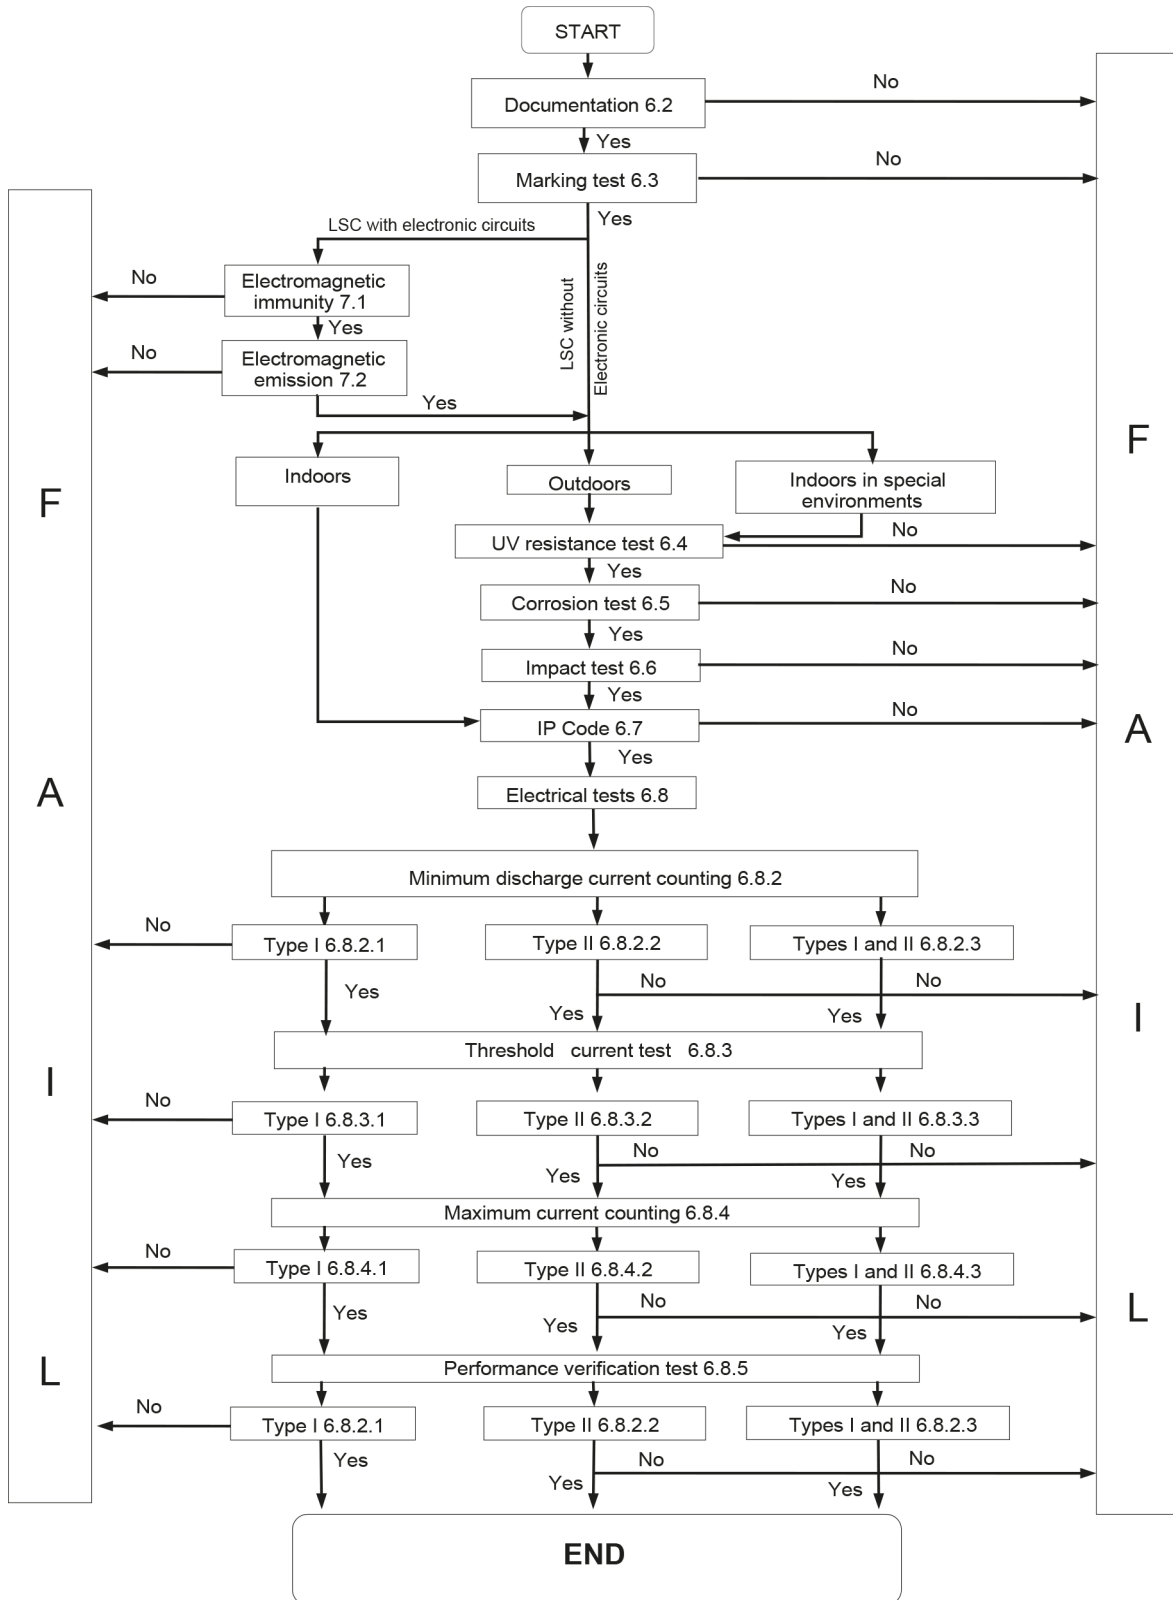 START
Documentation 6.2
No
Yes
Marking test 6.3
No
Yes
LSC with electronic circuits
LSC without
Electronic circuits
No
Electromagnetic
immunity 7.1
Yes
No
Electromagnetic
emission 7.2
Yes
Indoors
Outdoors
Indoors in special
environments
UV resistance test 6.4
No
Yes
Corrosion test 6.5
No
Yes
Impact test 6.6
No
Yes
IP Code 6.7
No
Yes
Electrical tests 6.8
Minimum discharge current counting 6.8.2
No
Type I 6.8.2.1
Type II 6.8.2.2
Types I and II 6.8.2.3
Yes
No
No
Yes
Yes
Threshold current test 6.8.3
No
Type I 6.8.3.1
Type II 6.8.3.2
Types I and II 6.8.3.3
Yes
No
No
Yes
Yes
Maximum current counting 6.8.4
No
Type I 6.8.4.1
Type II 6.8.4.2
Types I and II 6.8.4.3
Yes
No
No
Yes
Yes
Performance verification test 6.8.5
No
Type I 6.8.2.1
Type II 6.8.2.2
Types I and II 6.8.2.3
Yes
No
No
Yes
Yes
END
F
A
I
L
F
A
I
L